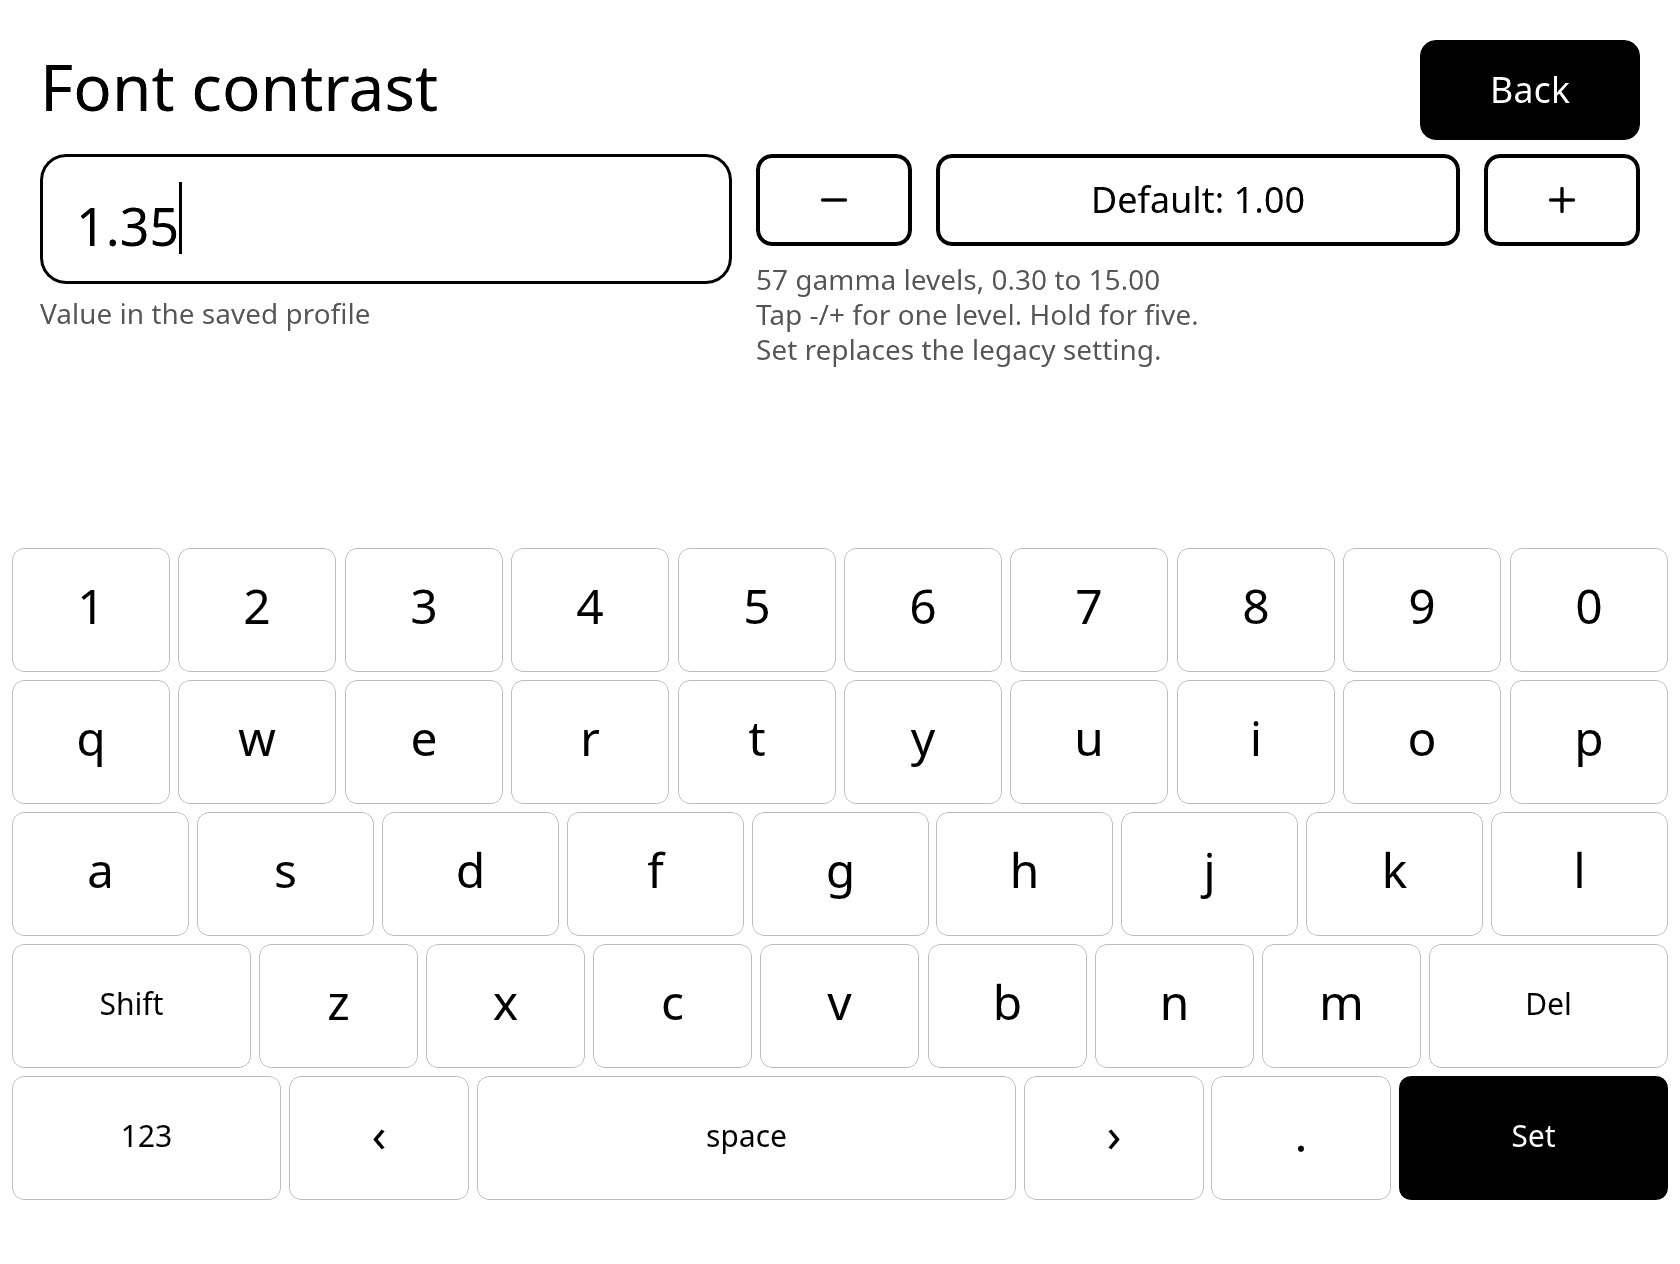 Font contrast
Back
1.35
− Default: 1.00 +
Value in the saved profile
57 gamma levels, 0.30 to 15.00
Tap -/+ for one level. Hold for five.
Set replaces the legacy setting.
1 2 3 4 5 6 7 8 9 0
q w e r t y u i o p
a s d f g h j k l
Shift z x c v b n m Del
123 ‹ space › . Set